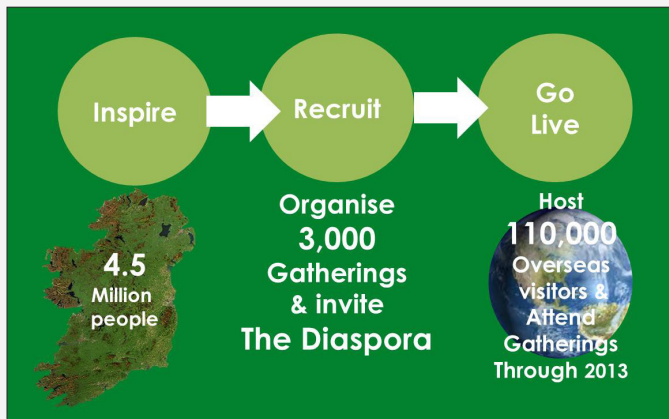 Inspire
Recruit
Go
Live
4.5
Million
people
Organise
3,000
Gatherings
& invite
The Diaspora
Host
110,000
Overseas
visitors &
Attend
Gatherings
Through 2013